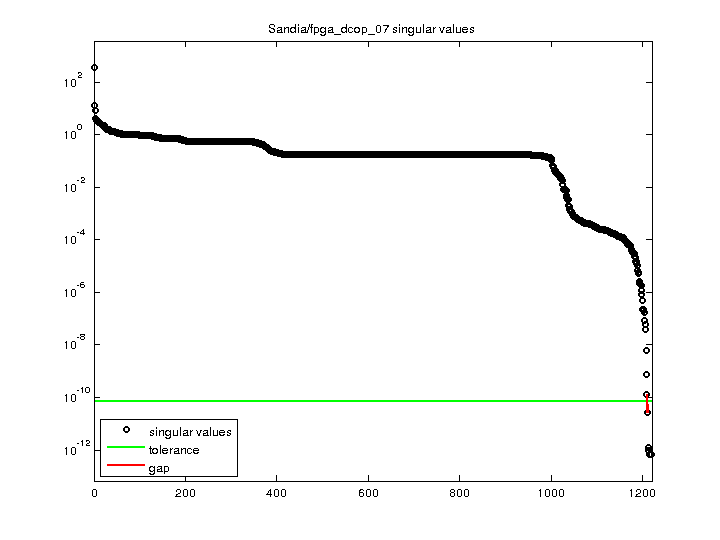 Sandia/fpga_dcop_07 singular values
10^2
10^0
10^-2
10^-4
10^-6
10^-8
10^-10
10^-12
singular values
tolerance
gap
0 200 400 600 800 1000 1200